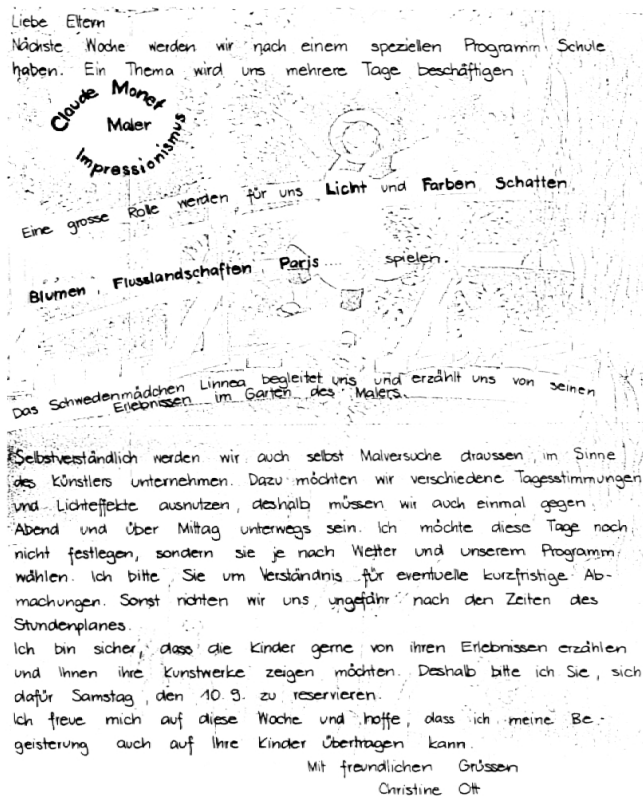 Liebe Eltern
Nächste Woche werden wir nach einem speziellen Programm Schule
haben. Ein Thema wird uns mehrere Tage beschäftigen
Claude Monet
Maler
Impressionismus
Eine grosse Rolle werden für uns Licht und Farben Schatten,
Blumen, Flusslandschaften, Paris spielen.
Das Schwedenmädchen Linnea begleitet uns und erzählt uns von seinen
Erlebnissen im Garten des Malers.
Selbstverständlich werden wir auch selbst Malversuche draussen, im Sinne
des Künstlers unternehmen. Dazu möchten wir verschiedene Tagesstimmungen
und Lichteffekte ausnutzen, deshalb müssen wir auch einmal gegen
Abend und über Mittag unterwegs sein. Ich möchte diese Tage noch
nicht festlegen, sondern sie je nach Wetter und unserem Programm
wählen. Ich bitte Sie um Verständnis für eventuelle kurzfristige Ab-
machungen. Sonst richten wir uns ungefähr nach den Zeiten des
Stundenplanes.
Ich bin sicher, dass die Kinder gerne von ihren Erlebnissen erzählen
und Ihnen ihre Kunstwerke zeigen möchten. Deshalb bitte ich Sie, sich
dafür Samstag, den 10.9. zu reservieren.
Ich freue mich auf diese Woche und hoffe, dass ich meine Be-
geisterung auch auf Ihre Kinder übertragen kann.
Mit freundlichen Grüssen
Christine Ott